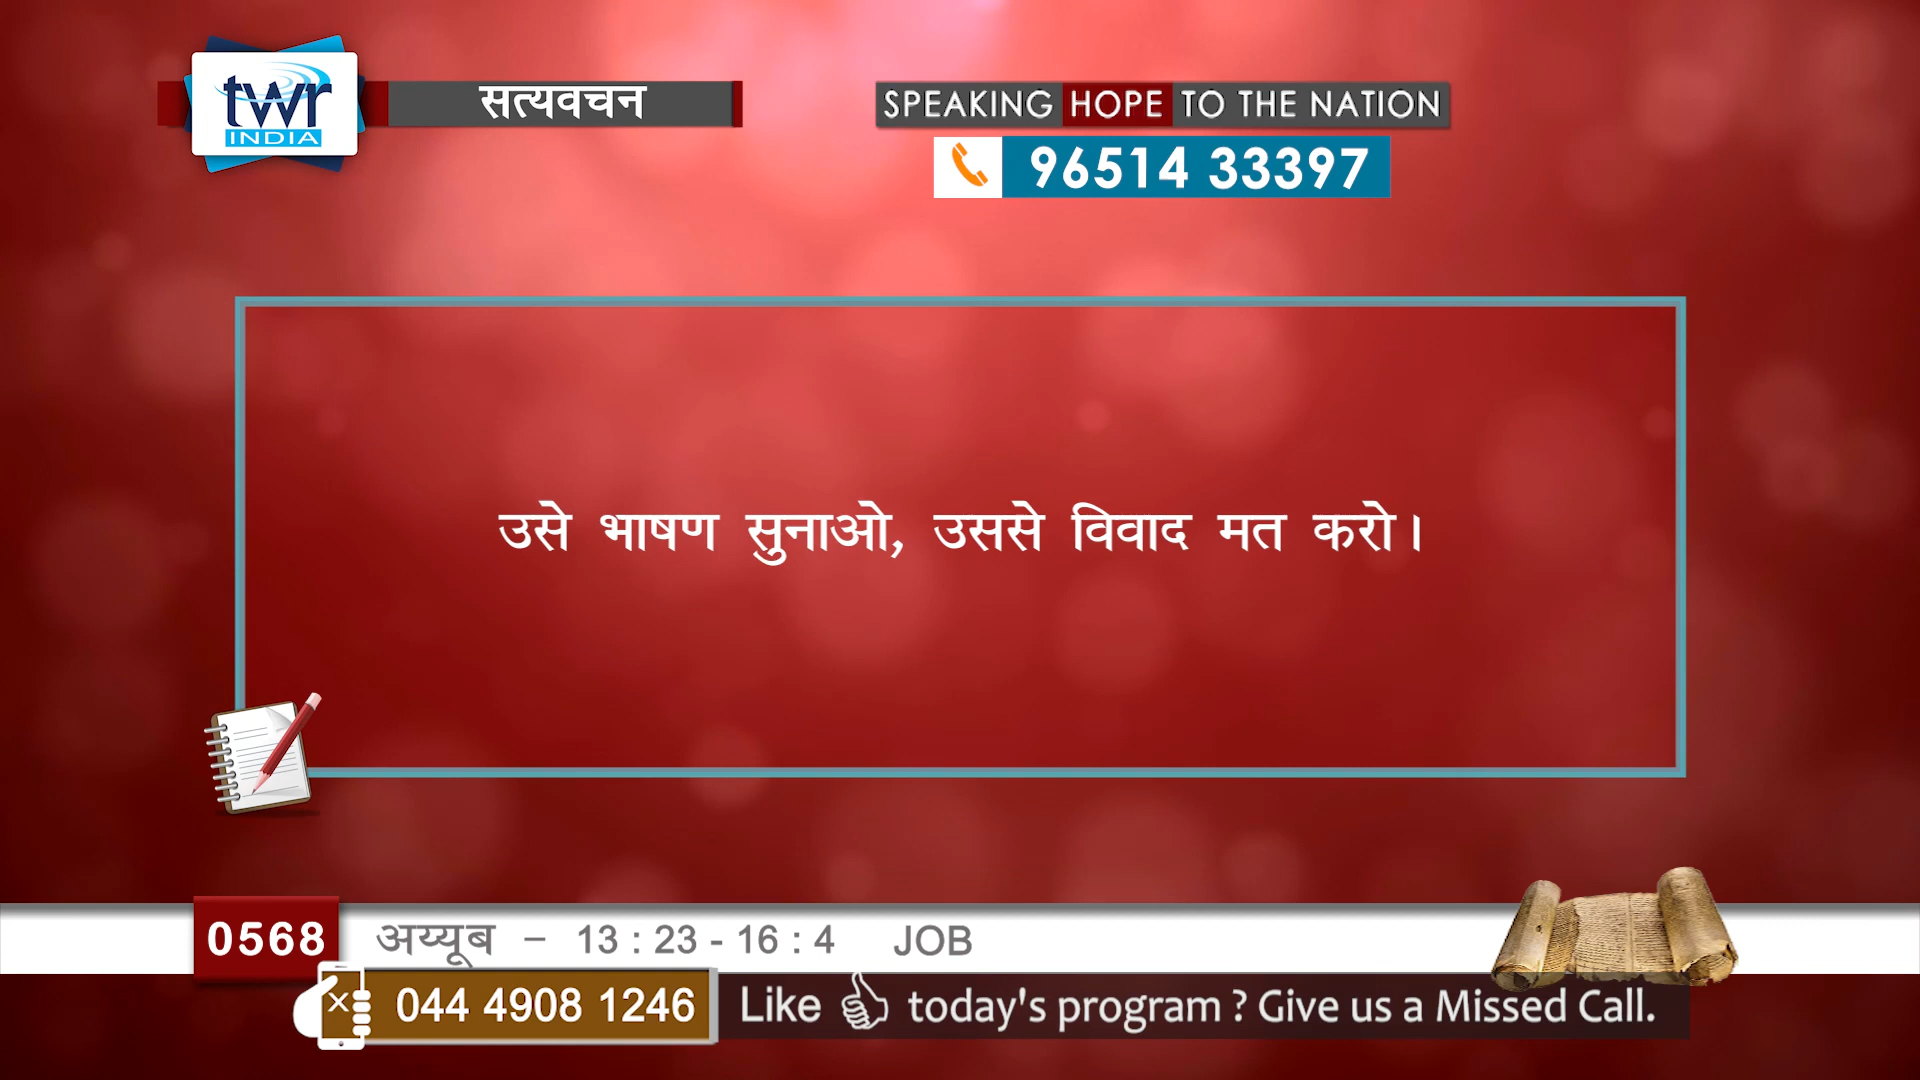 twr
INDIA
सत्यवचन
SPEAKING HOPE TO THE NATION
96514 33397
उसे भाषण सुनाओ, उससे विवाद मत करो।
0568
अय्यूब – 13 : 23 - 16 : 4 JOB
044 4908 1246
Like today's program ? Give us a Missed Call.